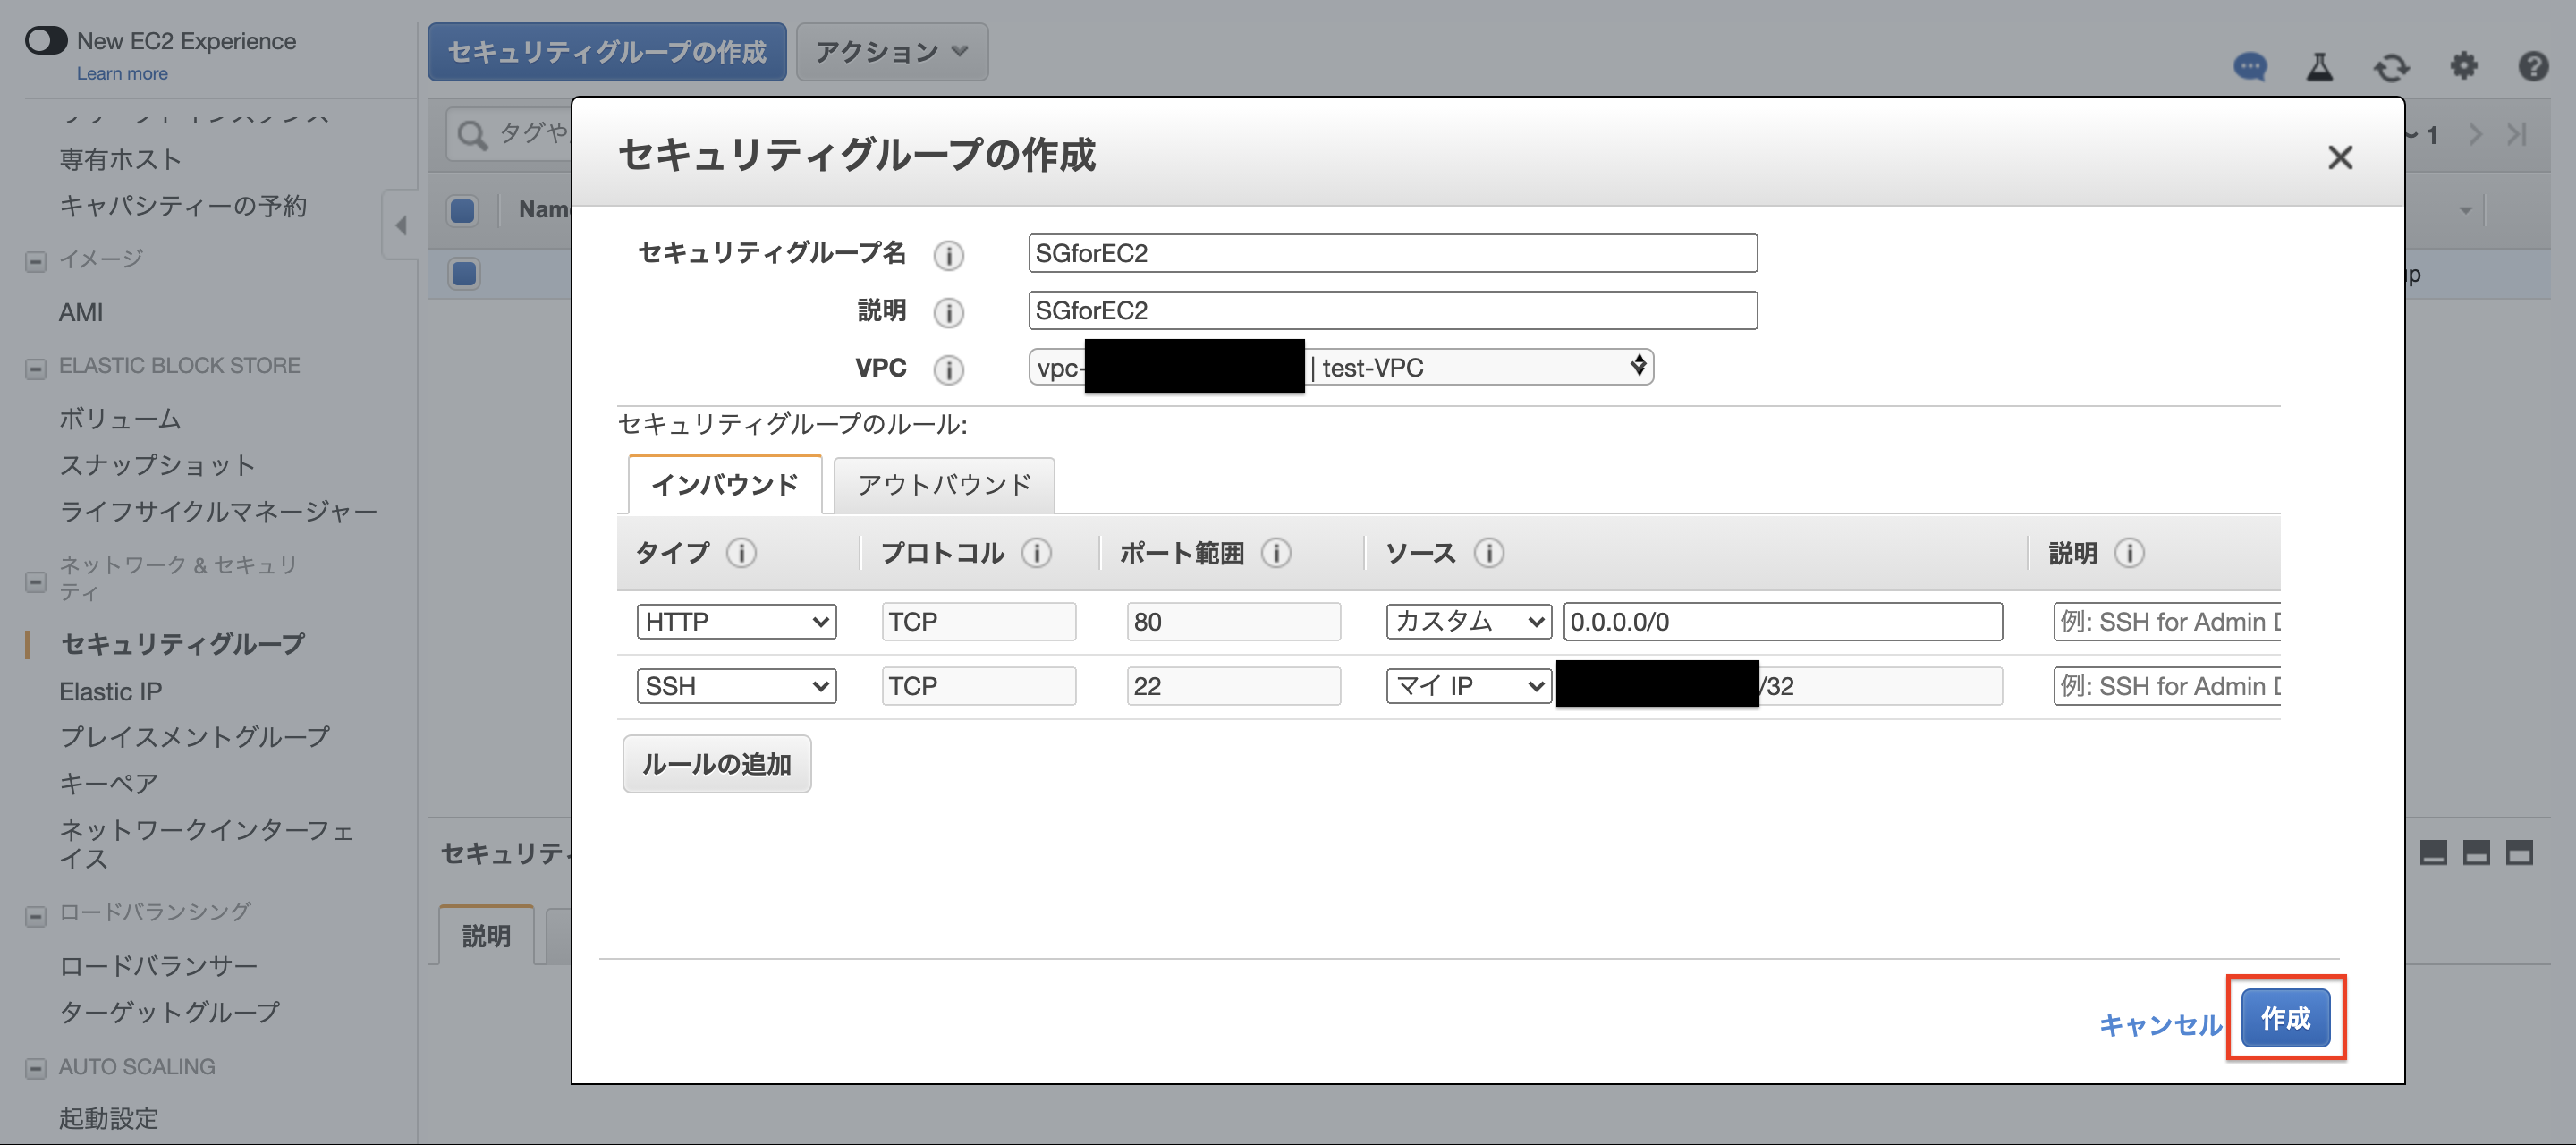 New EC2 Experience
Learn more
専有ホスト
キャパシティーの予約
イメージ
AMI
ELASTIC BLOCK STORE
ボリューム
スナップショット
ライフサイクルマネージャー
ネットワーク & セキュリ
ティ
セキュリティグループ
Elastic IP
プレイスメントグループ
キーペア
ネットワークインターフェ
イス
ロードバランシング
ロードバランサー
ターゲットグループ
AUTO SCALING
起動設定
セキュリティグループの作成 アクション
タグや
~ 1
Name
up
セキュリティ
説明
セキュリティグループの作成
セキュリティグループ名 SGforEC2
説明 SGforEC2
VPC vpc- | test-VPC
セキュリティグループのルール:
インバウンド アウトバウンド
タイプ プロトコル ポート範囲 ソース 説明
HTTP TCP 80 カスタム 0.0.0.0/0 例: SSH for Admin D
SSH TCP 22 マイ IP /32 例: SSH for Admin D
ルールの追加
キャンセル 作成